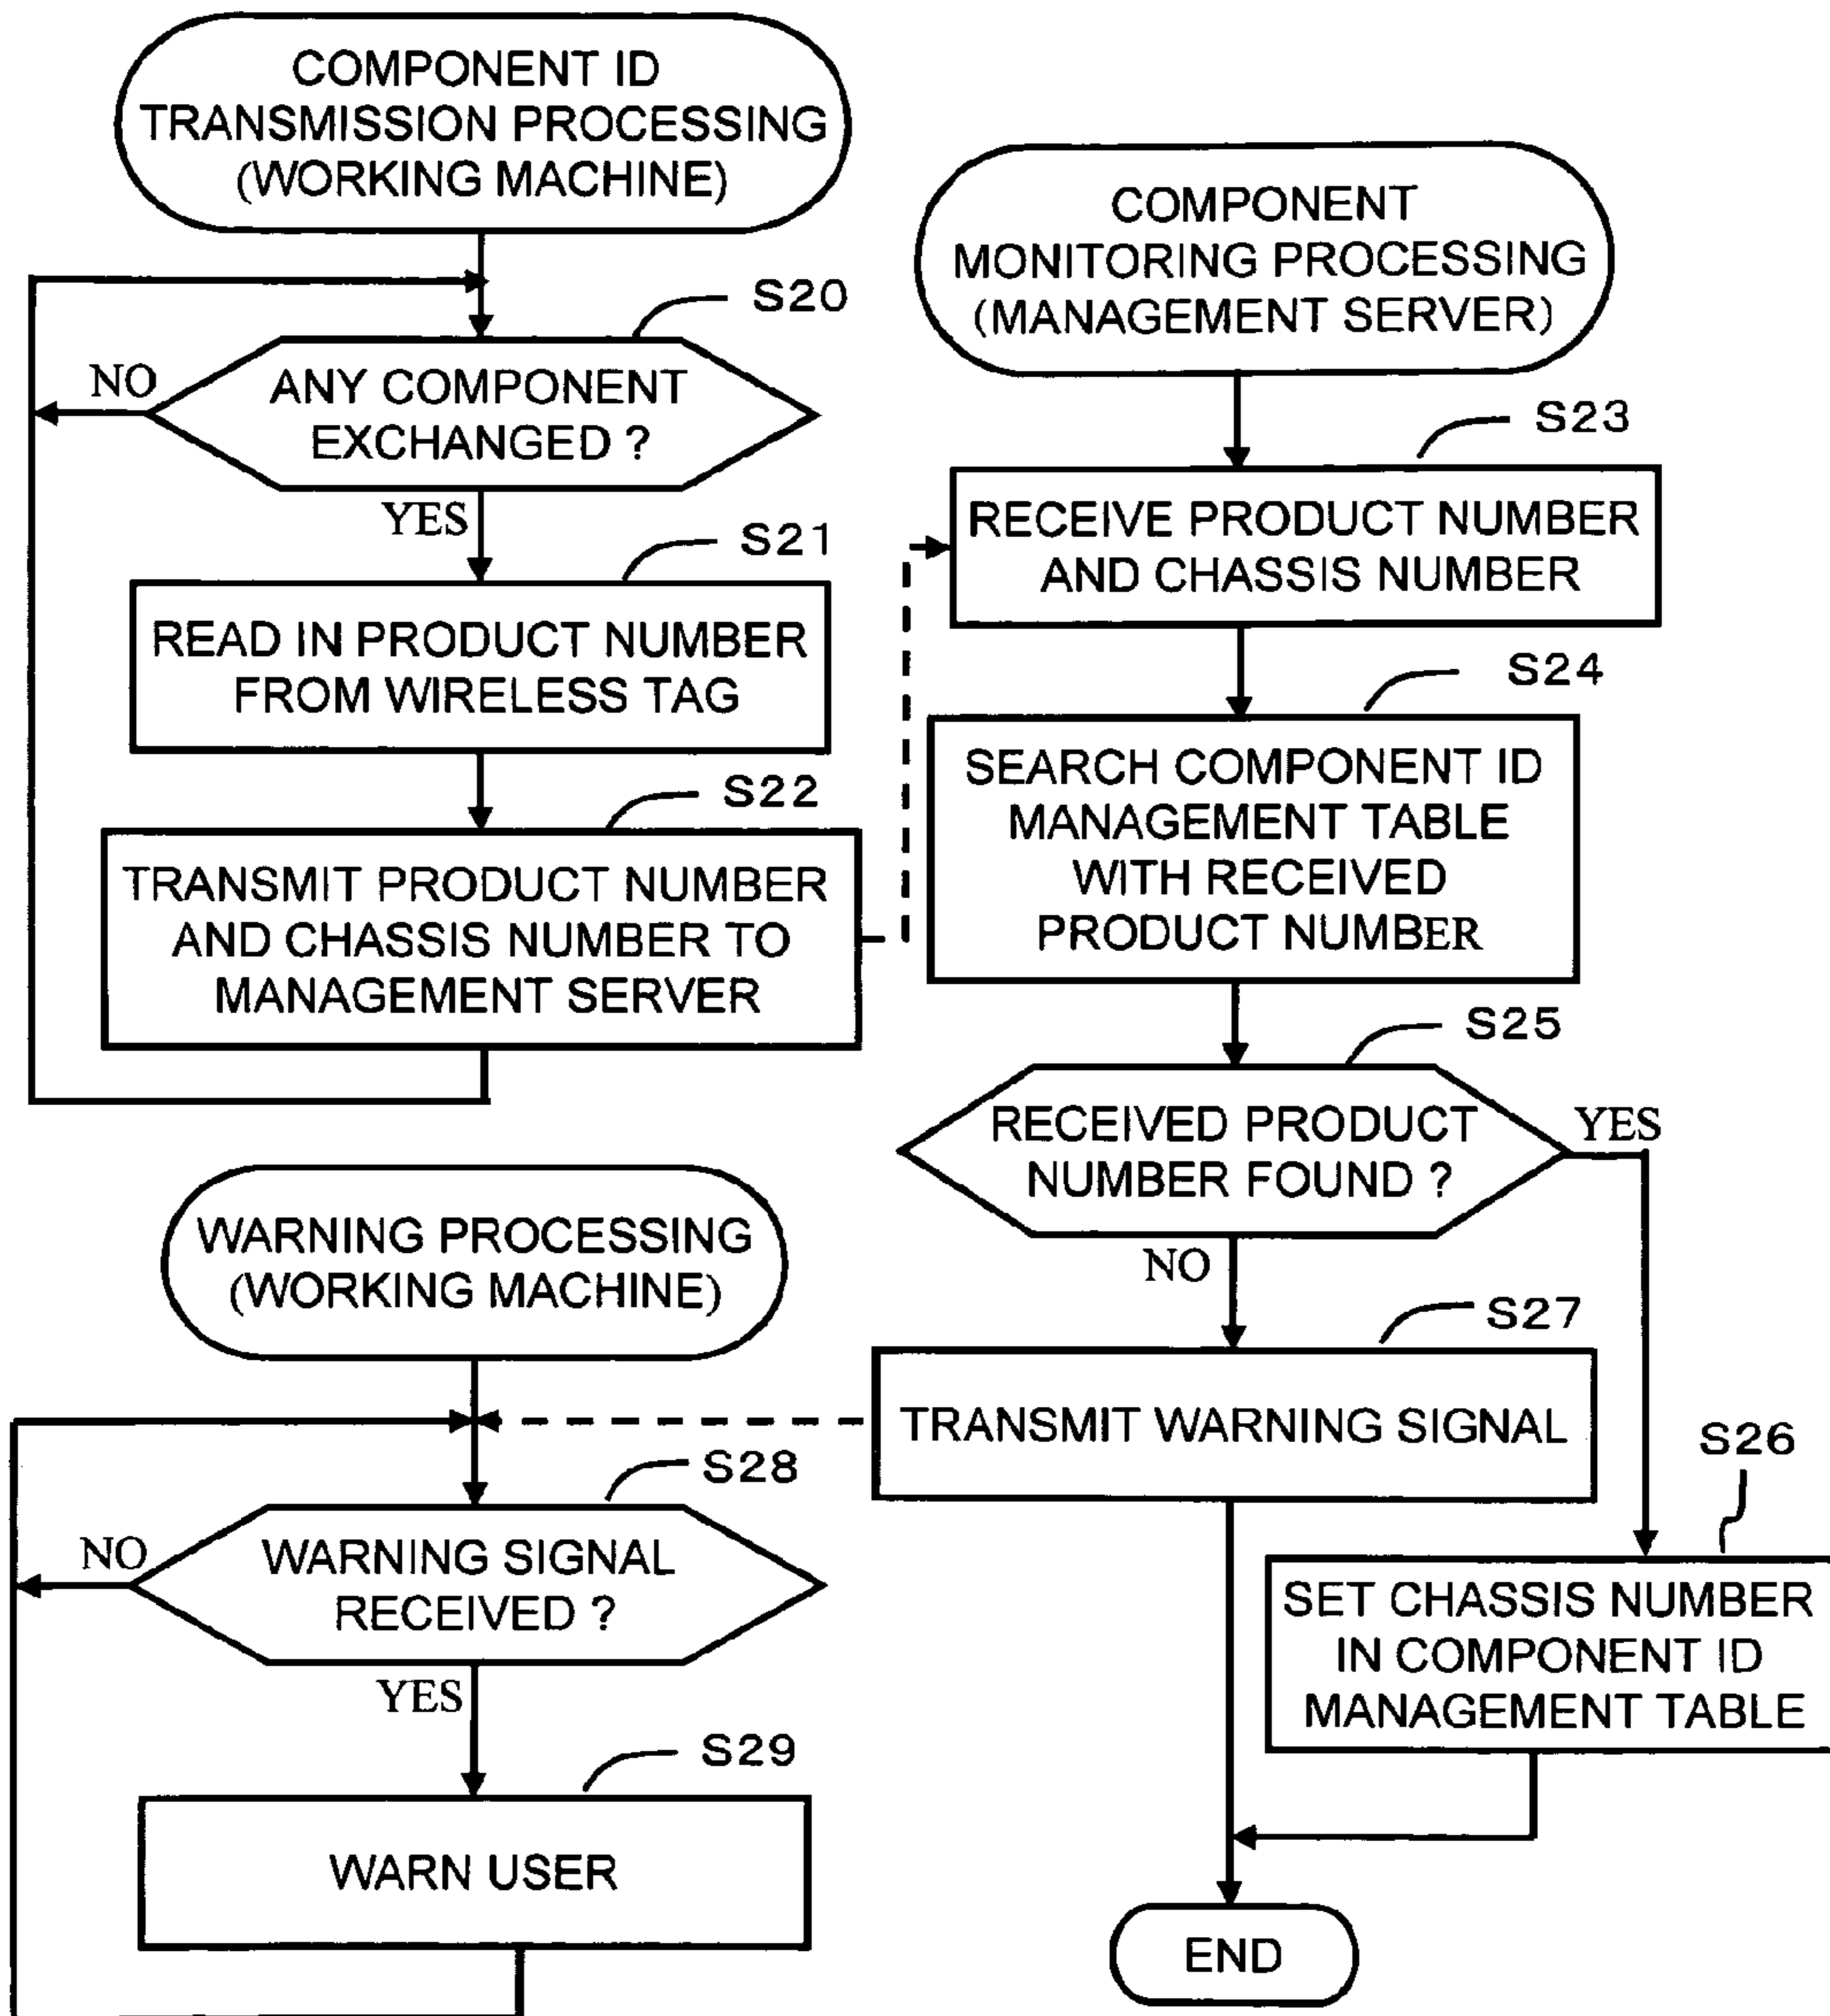 COMPONENT ID
TRANSMISSION PROCESSING
(WORKING MACHINE)
S20
NO
ANY COMPONENT
EXCHANGED ?
YES
S21
READ IN PRODUCT NUMBER
FROM WIRELESS TAG
S22
TRANSMIT PRODUCT NUMBER
AND CHASSIS NUMBER TO
MANAGEMENT SERVER
COMPONENT
MONITORING PROCESSING
(MANAGEMENT SERVER)
S23
RECEIVE PRODUCT NUMBER
AND CHASSIS NUMBER
S24
SEARCH COMPONENT ID
MANAGEMENT TABLE
WITH RECEIVED
PRODUCT NUMBER
S25
RECEIVED PRODUCT
NUMBER FOUND ?
YES
NO
S27
TRANSMIT WARNING SIGNAL
S26
SET CHASSIS NUMBER
IN COMPONENT ID
MANAGEMENT TABLE
END
WARNING PROCESSING
(WORKING MACHINE)
S28
NO
WARNING SIGNAL
RECEIVED ?
YES
S29
WARN USER